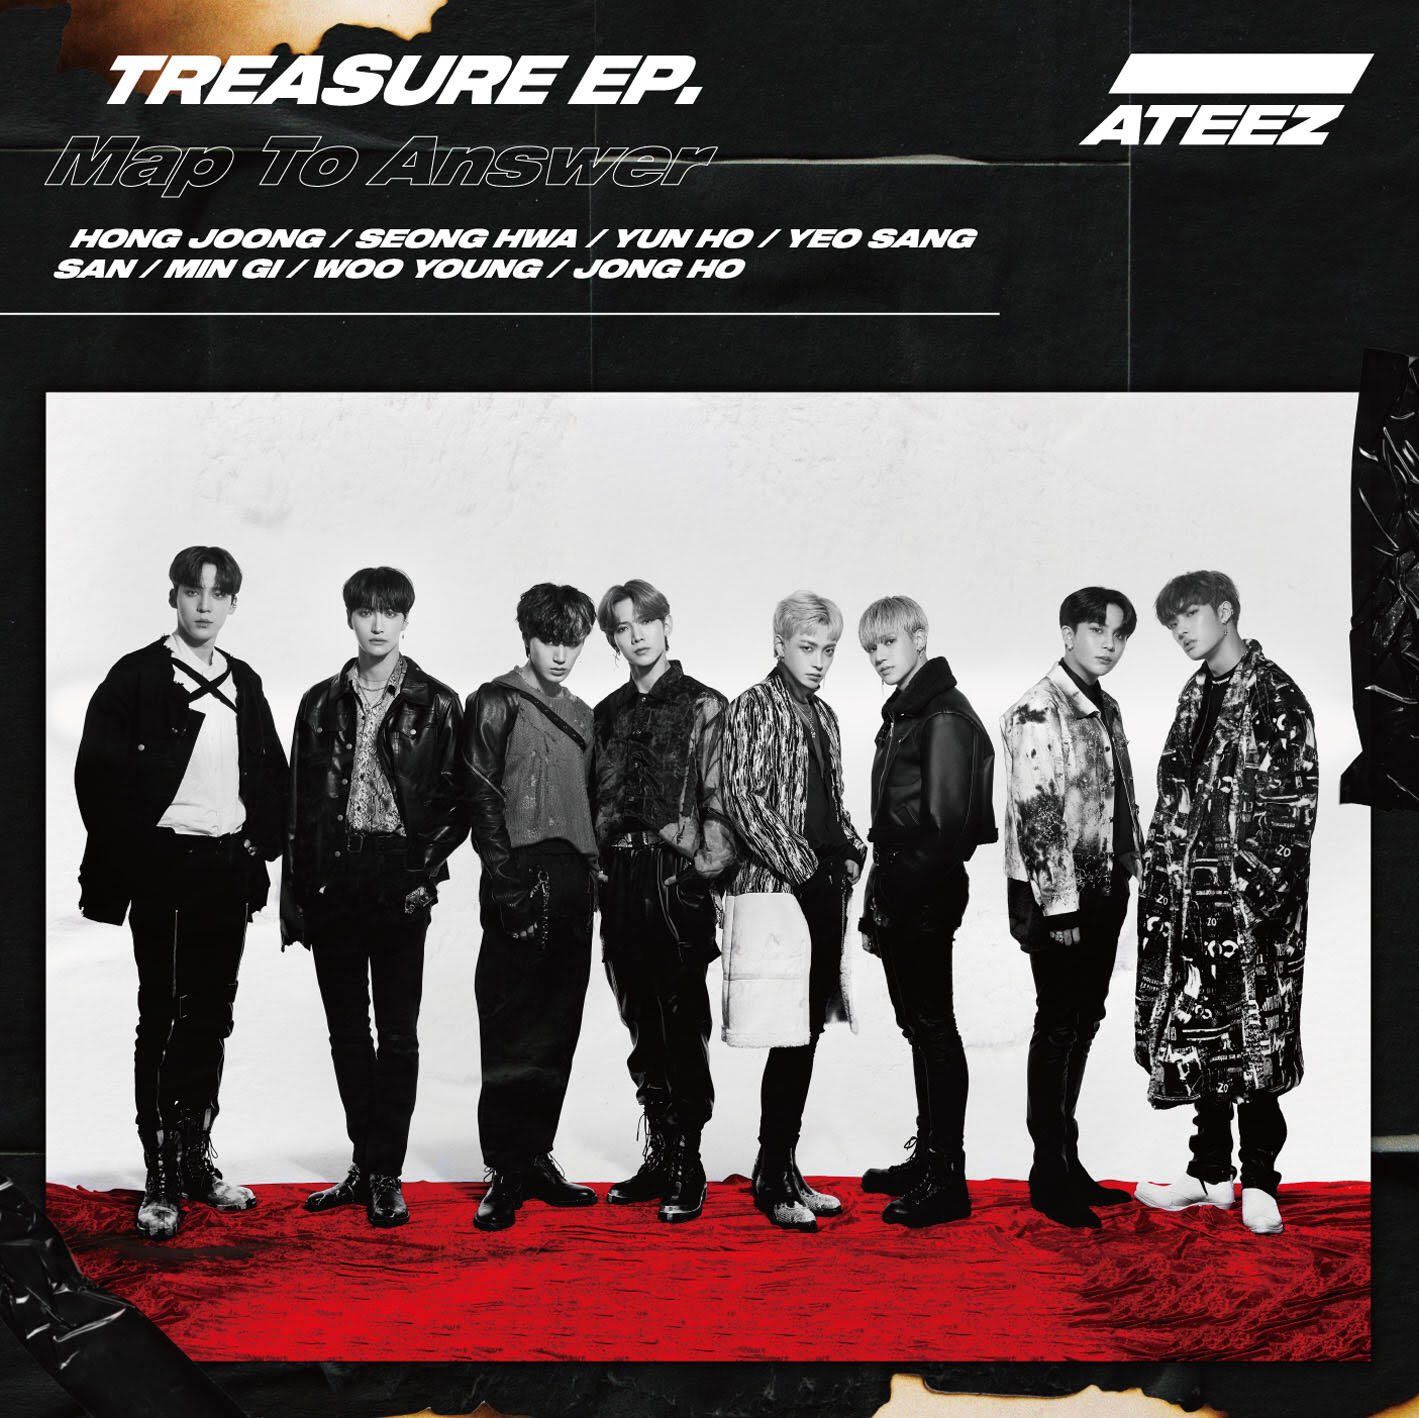 TREASURE EP.
ATEEZ
Map To Answer
HONG JOONG / SEONG HWA / YUN HO / YEO SANG
SAN / MIN GI / WOO YOUNG / JONG HO